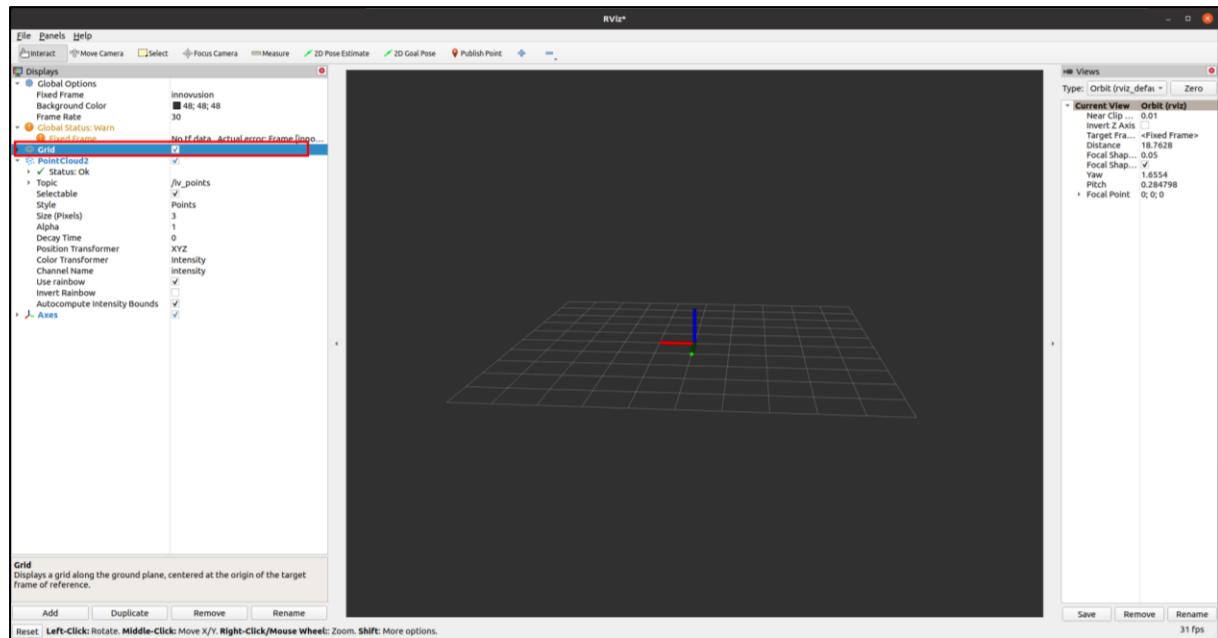 RViz*
File Panels Help
Interact Move Camera Select Focus Camera Measure 2D Pose Estimate 2D Goal Pose Publish Point
Displays
Global Options
Fixed Frame innovusion
Background Color 48; 48; 48
Frame Rate 30
Global Status: Warn
Fixed Frame No tf data. Actual error: Frame [inno...
Grid
PointCloud2
Status: Ok
Topic /iv_points
Selectable
Style Points
Size (Pixels) 3
Alpha 1
Decay Time 0
Position Transformer XYZ
Color Transformer Intensity
Channel Name intensity
Use rainbow
Invert Rainbow
Autocompute Intensity Bounds
Axes
Grid
Displays a grid along the ground plane, centered at the origin of the target
frame of reference.
Add Duplicate Remove Rename
Reset Left-Click: Rotate. Middle-Click: Move X/Y. Right-Click/Mouse Wheel: Zoom. Shift: More options.
Views
Type: Orbit (rviz_defau Zero
Current View Orbit (rviz)
Near Clip ... 0.01
Invert Z Axis
Target Fra... <Fixed Frame>
Distance 18.7628
Focal Shap... 0.05
Focal Shap...
Yaw 1.6554
Pitch 0.284798
Focal Point 0; 0; 0
Save Remove Rename
31 fps